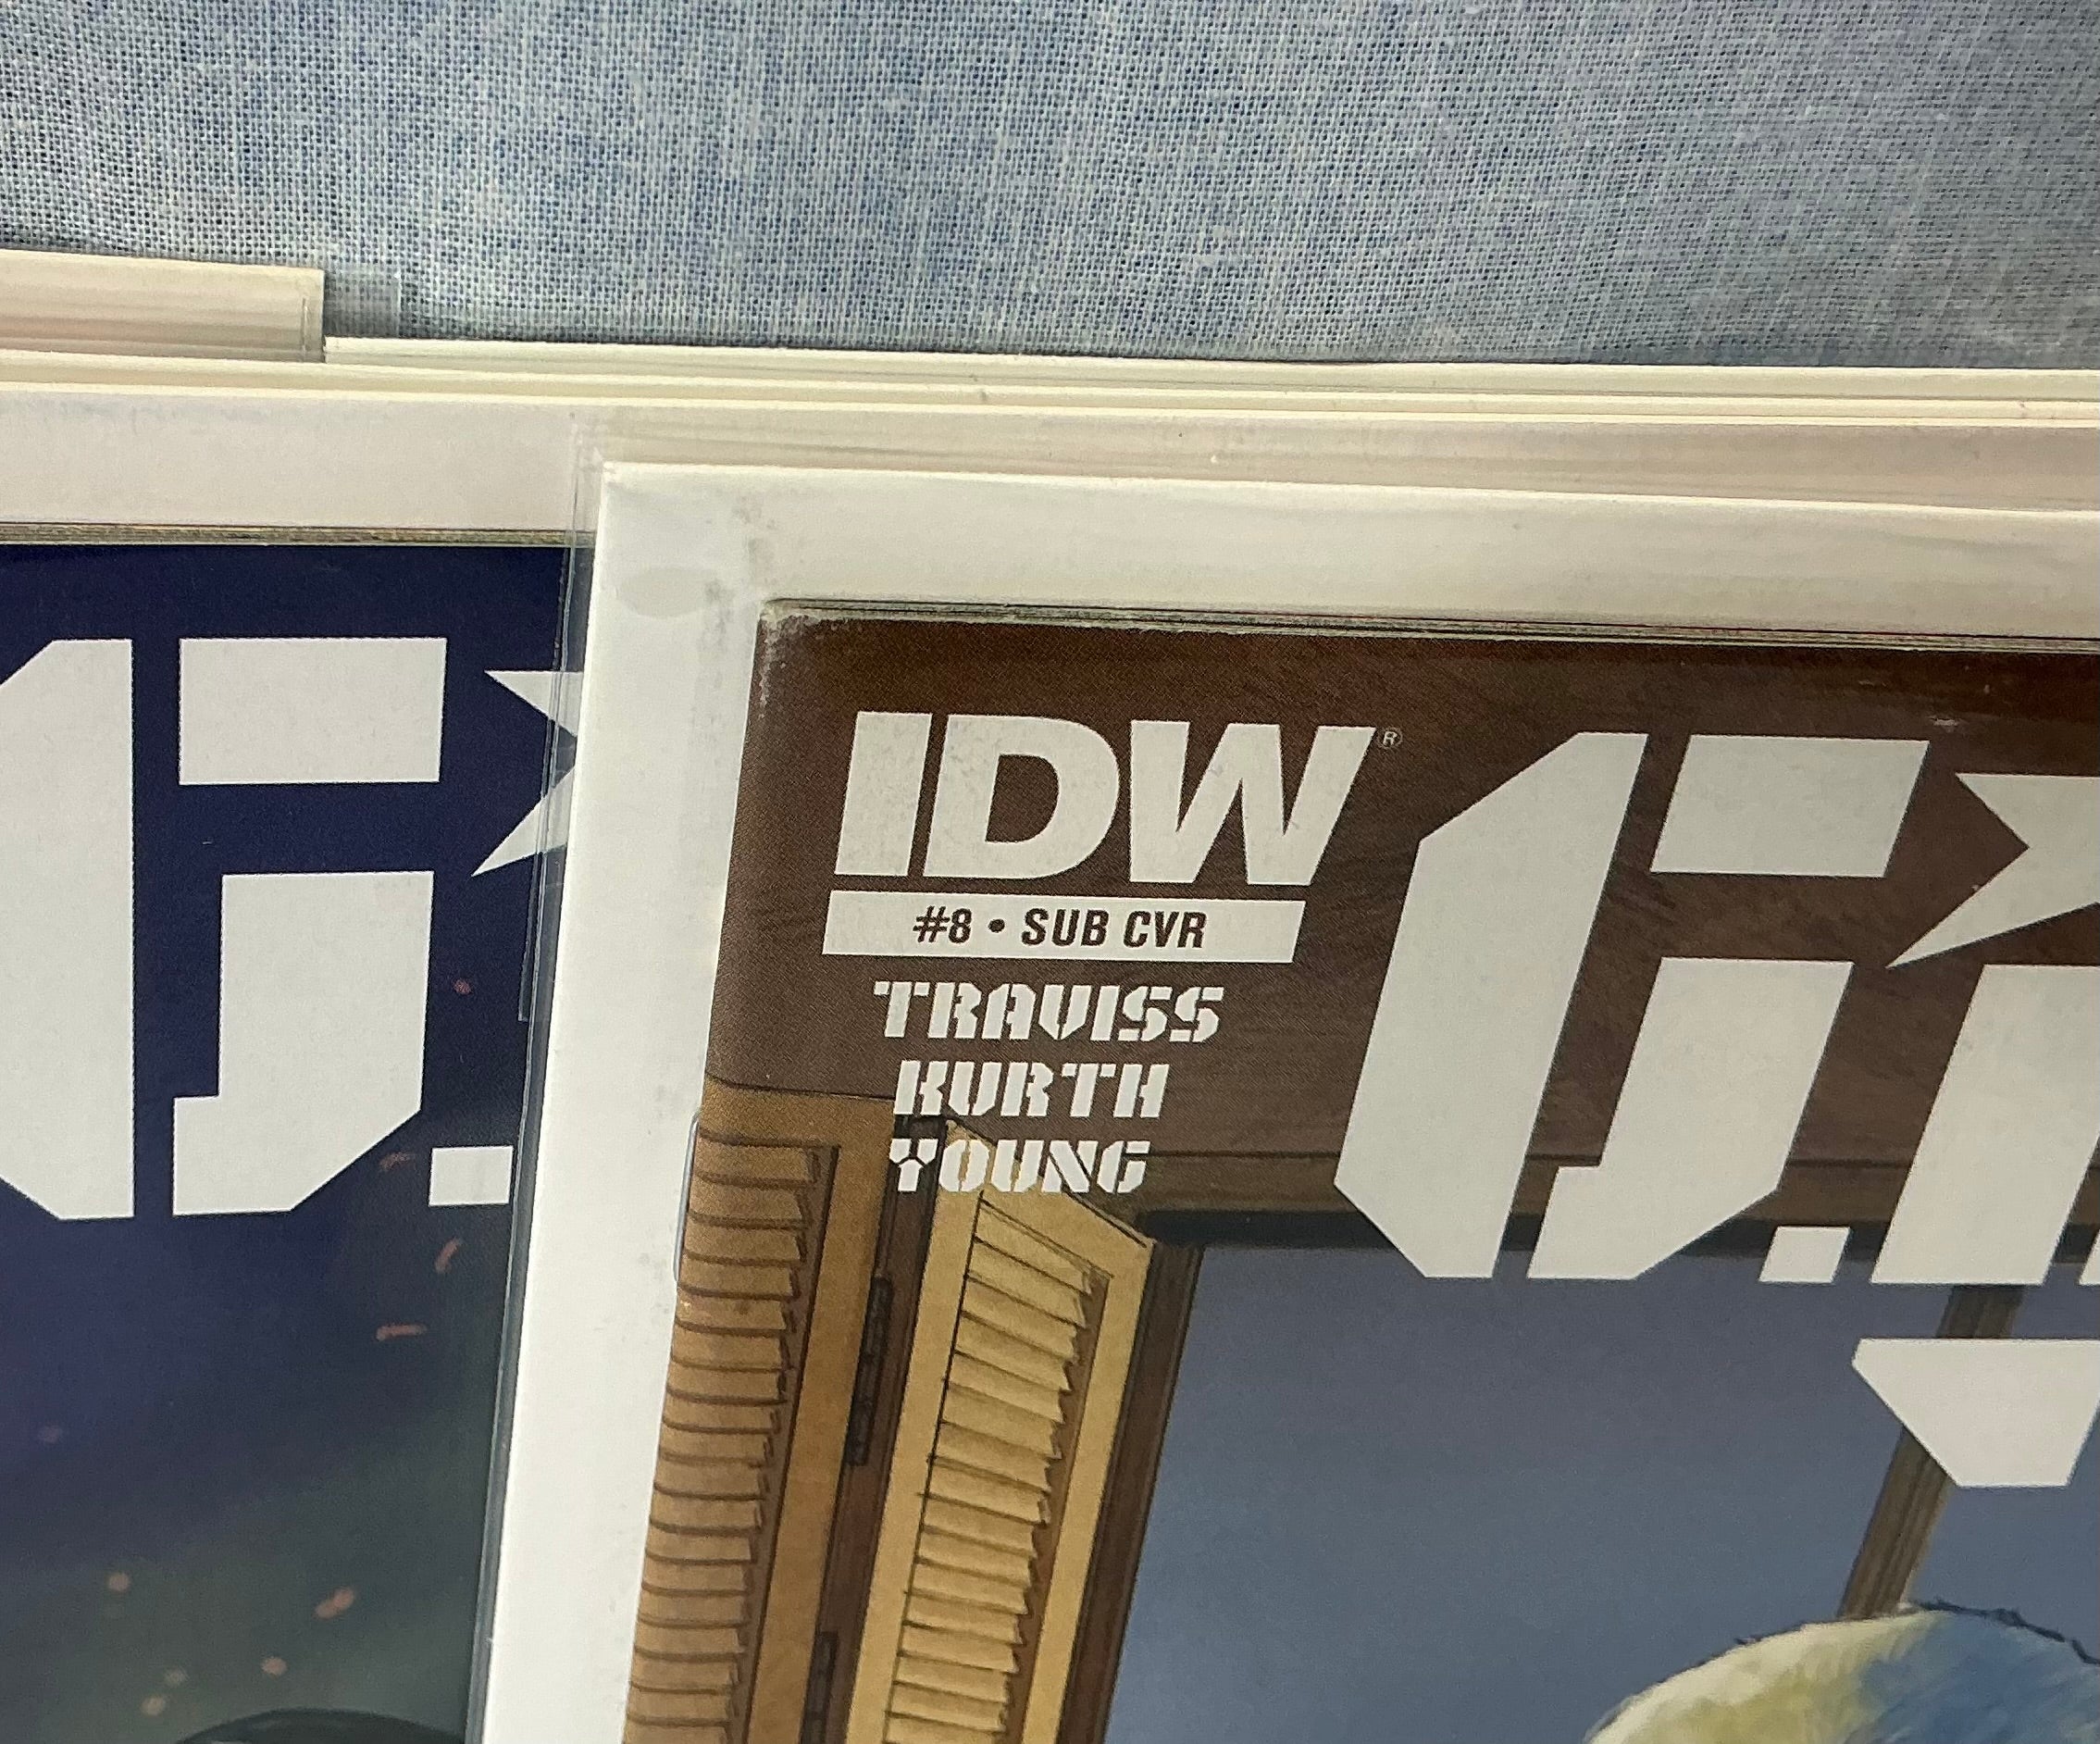 IDW®
#8 • SUB CVR
TRAVISS
KURTH
YOUNG
G.I.
G.I.